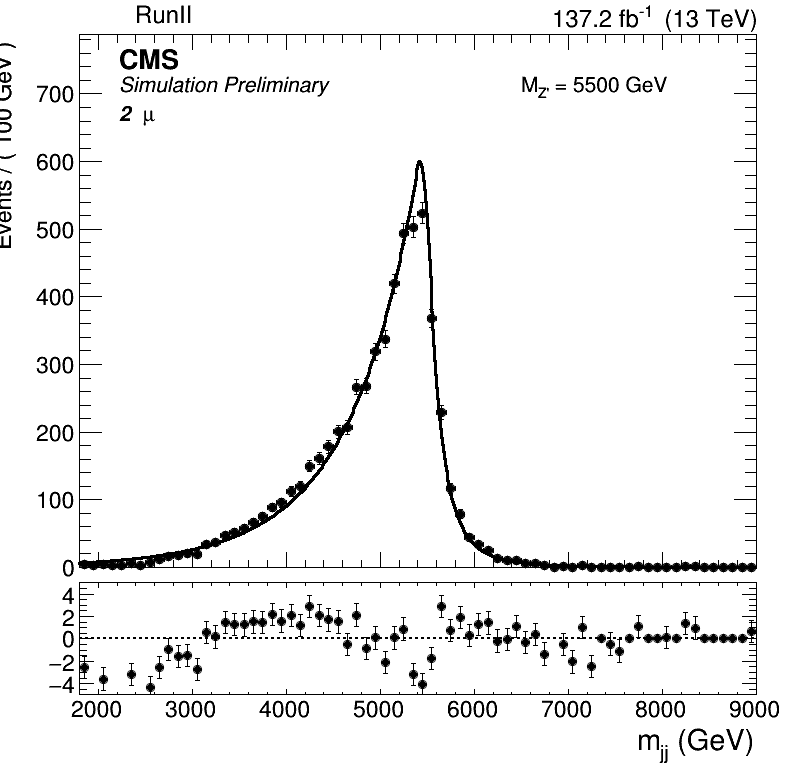 RunII 137.2 fb-1 (13 TeV)
CMS
Simulation Preliminary
MZ' = 5500 GeV
2 μ
Events / ( 100 GeV )
700
600
500
400
300
200
100
0
4
2
0
−2
−4
2000 3000 4000 5000 6000 7000 8000 9000
mjj (GeV)